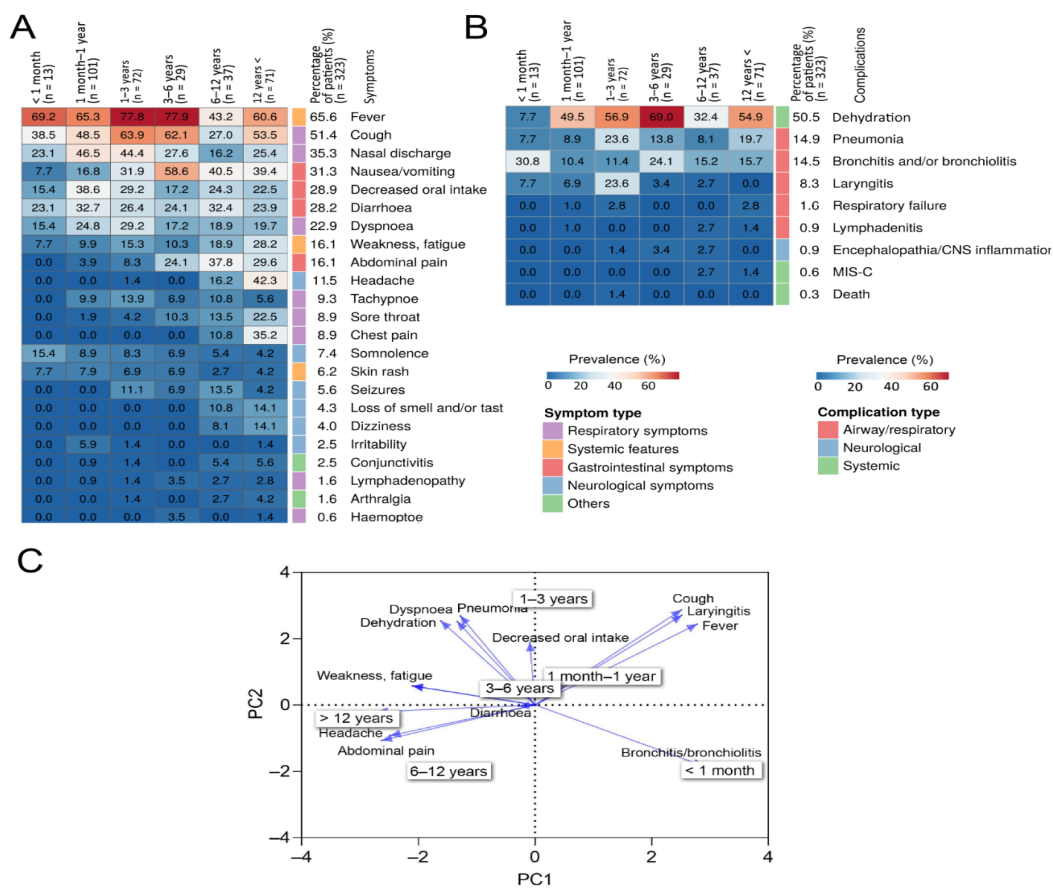 A
< 1 month (n = 13)
1 month–1 year (n = 101)
1–3 years (n = 72)
3–6 years (n = 29)
6–12 years (n = 37)
12 years < (n = 71)
Percentage of patients (%) (n = 323)
Symptoms
69.2 65.3 77.8 77.9 43.2 60.6 65.6 Fever
38.5 48.5 63.9 62.1 27.0 53.5 51.4 Cough
23.1 46.5 44.4 27.6 16.2 25.4 35.3 Nasal discharge
7.7 16.8 31.9 58.6 40.5 39.4 31.3 Nausea/vomiting
15.4 38.6 29.2 17.2 24.3 22.5 28.9 Decreased oral intake
23.1 32.7 26.4 24.1 32.4 23.9 28.2 Diarrhoea
15.4 24.8 29.2 17.2 18.9 19.7 22.9 Dyspnoea
7.7 9.9 15.3 10.3 18.9 28.2 16.1 Weakness, fatigue
0.0 3.9 8.3 24.1 37.8 29.6 16.1 Abdominal pain
0.0 0.0 1.4 0.0 16.2 42.3 11.5 Headache
0.0 9.9 13.9 6.9 10.8 5.6 9.3 Tachypnoe
0.0 1.9 4.2 10.3 13.5 22.5 8.9 Sore throat
0.0 0.0 0.0 0.0 10.8 35.2 8.9 Chest pain
15.4 8.9 8.3 6.9 5.4 4.2 7.4 Somnolence
7.7 7.9 6.9 6.9 2.7 4.2 6.2 Skin rash
0.0 0.0 11.1 6.9 13.5 4.2 5.6 Seizures
0.0 0.0 0.0 0.0 10.8 14.1 4.3 Loss of smell and/or tast
0.0 0.0 0.0 0.0 8.1 14.1 4.0 Dizziness
0.0 5.9 1.4 0.0 0.0 1.4 2.5 Irritability
0.0 0.9 1.4 0.0 5.4 5.6 2.5 Conjunctivitis
0.0 0.9 1.4 3.5 2.7 2.8 1.6 Lymphadenopathy
0.0 0.0 1.4 0.0 2.7 4.2 1.6 Arthralgia
0.0 0.0 0.0 3.5 0.0 1.4 0.6 Haemoptoe
B
< 1 month (n = 13)
1 month–1 year (n = 101)
1–3 years (n = 72)
3–6 years (n = 29)
6–12 years (n = 37)
12 years < (n = 71)
Percentage of patients (%) (n = 323)
Complications
7.7 49.5 56.9 69.0 32.4 54.9 50.5 Dehydration
7.7 8.9 23.6 13.8 8.1 19.7 14.9 Pneumonia
30.8 10.4 11.4 24.1 15.2 15.7 14.5 Bronchitis and/or bronchiolitis
7.7 6.9 23.6 3.4 2.7 0.0 8.3 Laryngitis
0.0 1.0 2.8 0.0 0.0 2.8 1.6 Respiratory failure
0.0 1.0 0.0 0.0 2.7 1.4 0.9 Lymphadenitis
0.0 0.0 1.4 3.4 2.7 0.0 0.9 Encephalopathia/CNS inflammation
0.0 0.0 0.0 0.0 2.7 1.4 0.6 MIS-C
0.0 0.0 1.4 0.0 0.0 0.0 0.3 Death
Prevalence (%)
0 20 40 60
Symptom type
Respiratory symptoms
Systemic features
Gastrointestinal symptoms
Neurological symptoms
Others
Prevalence (%)
0 20 40 60
Complication type
Airway/respiratory
Neurological
Systemic
C
PC2
4
2
0
−2
−4
1–3 years
Cough
Dyspnoea Pneumonia
Laryingitis
Dehydration
Fever
Decreased oral intake
Weakness, fatigue
1 month–1 year
3–6 years
Diarrhoea
> 12 years
Headache
Abdominal pain
Bronchitis/bronchiolitis
6–12 years
< 1 month
−4 −2 0 2 4
PC1